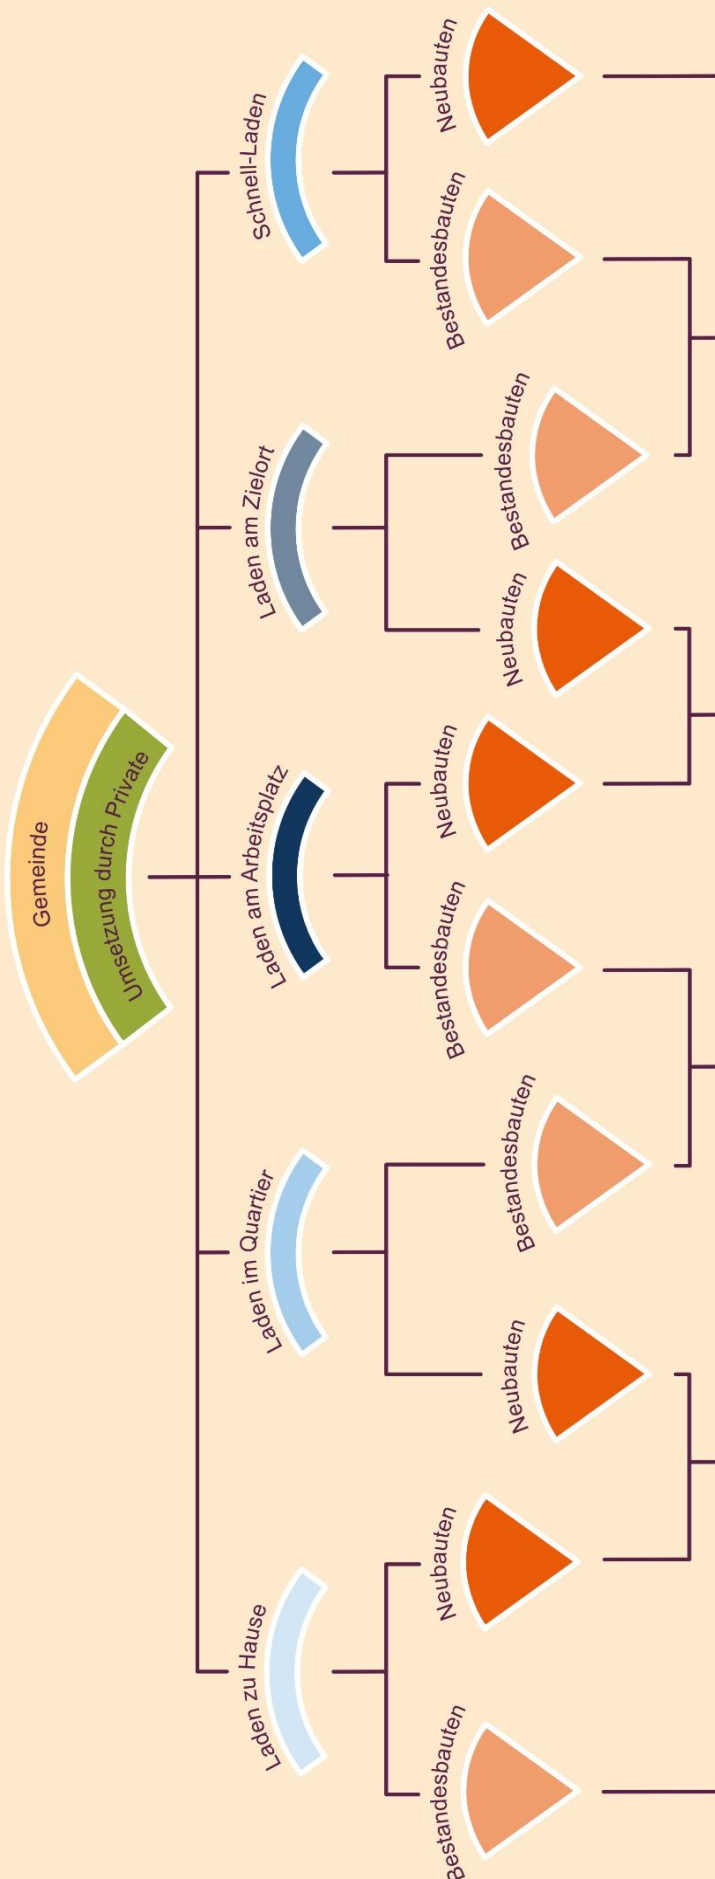 Gemeinde
Umsetzung durch Private
Laden zu Hause
Laden im Quartier
Laden am Arbeitsplatz
Laden am Zielort
Schnell-Laden
Bestandesbauten
Neubauten
Neubauten
Bestandesbauten
Bestandesbauten
Neubauten
Neubauten
Bestandesbauten
Bestandesbauten
Neubauten